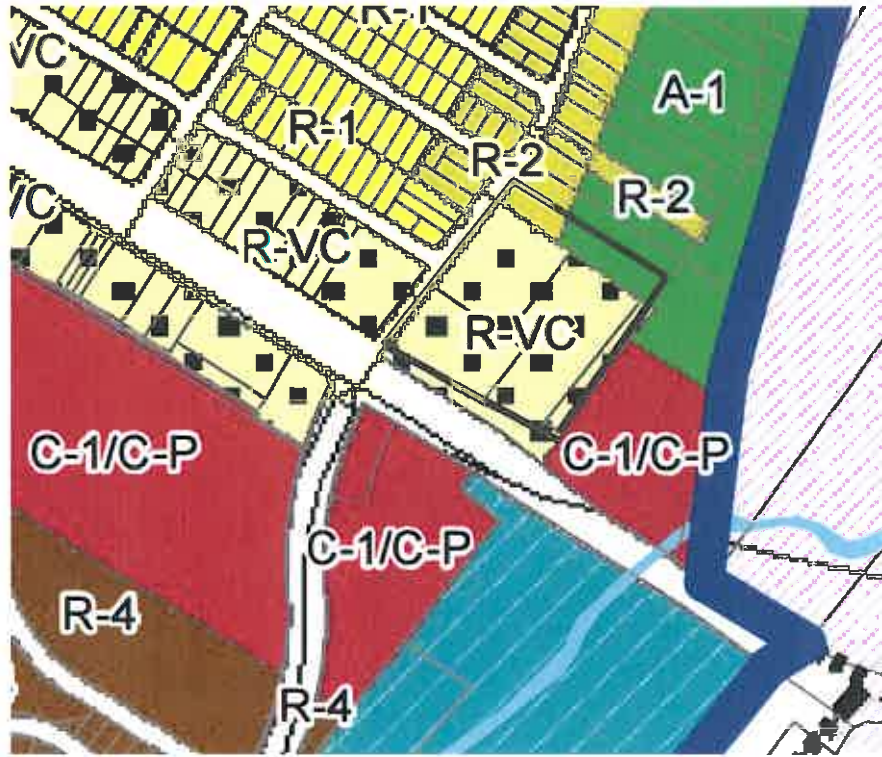 R-1
VC
A-1
R-1
R-2
R-2
VC
R-VC
R-VC
C-1/C-P
C-1/C-P
C-1/C-P
R-4
R-4